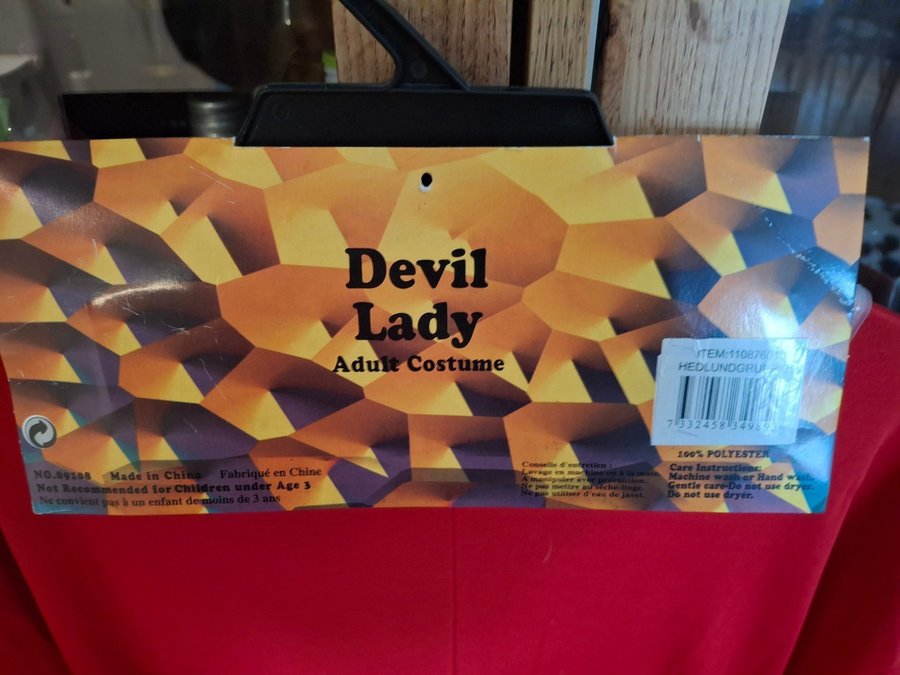 Devil
Lady
Adult Costume
ITEM:110876010
HEDLUNDGRU
7 332458 349893
NO.89108 Made in China Fabriqué en Chine
Not Recommended for Children under Age 3
Ne convient pas à un enfant de moins de 3 ans
Conseils d'entretien :
Lavage en machine ou à la main.
A manipuler avec précaution.
Ne pas mettre au sèche-linge.
Ne pas utiliser d'eau de javel.
100% POLYESTER
Care Instructions:
Machine wash or Hand wash.
Gentle care-Do not use dryer.
Do not use dryer.